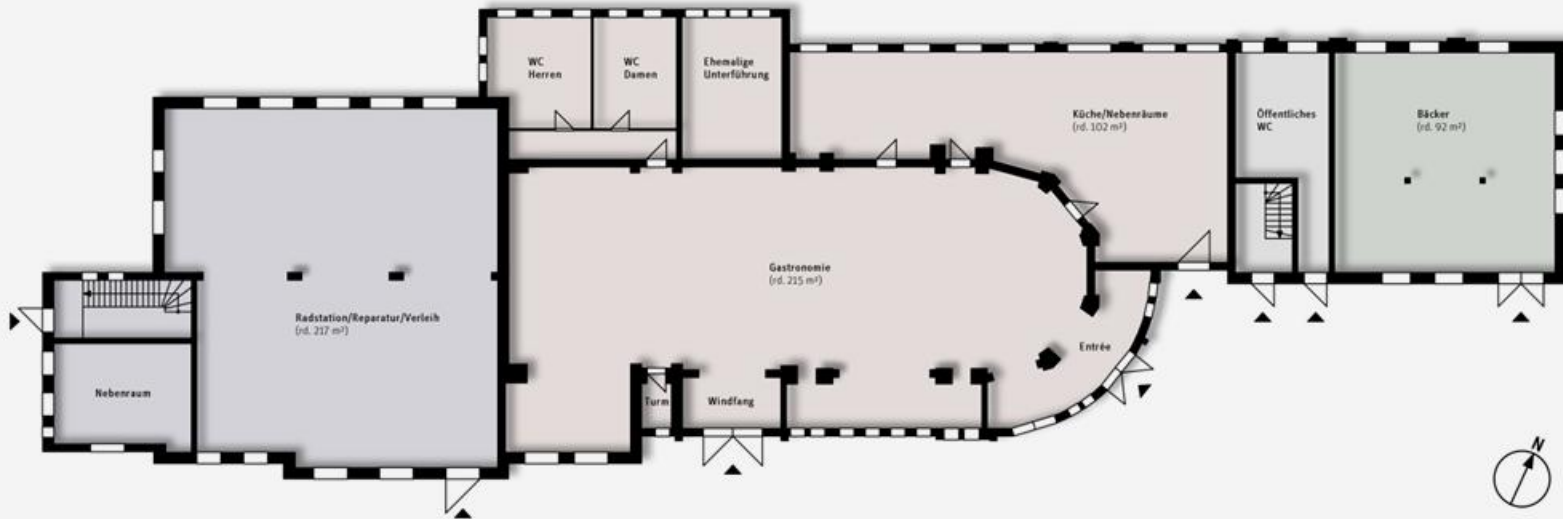 WC
Herren
WC
Damen
Ehemalige
Unterführung
Küche/Nebenräume
(rd. 102 m²)
Öffentliches
WC
Bäcker
(rd. 92 m²)
Gastronomie
(rd. 215 m²)
Radstation/Reparatur/Verleih
(rd. 217 m²)
Entrée
Nebenraum
Turm
Windfang
N